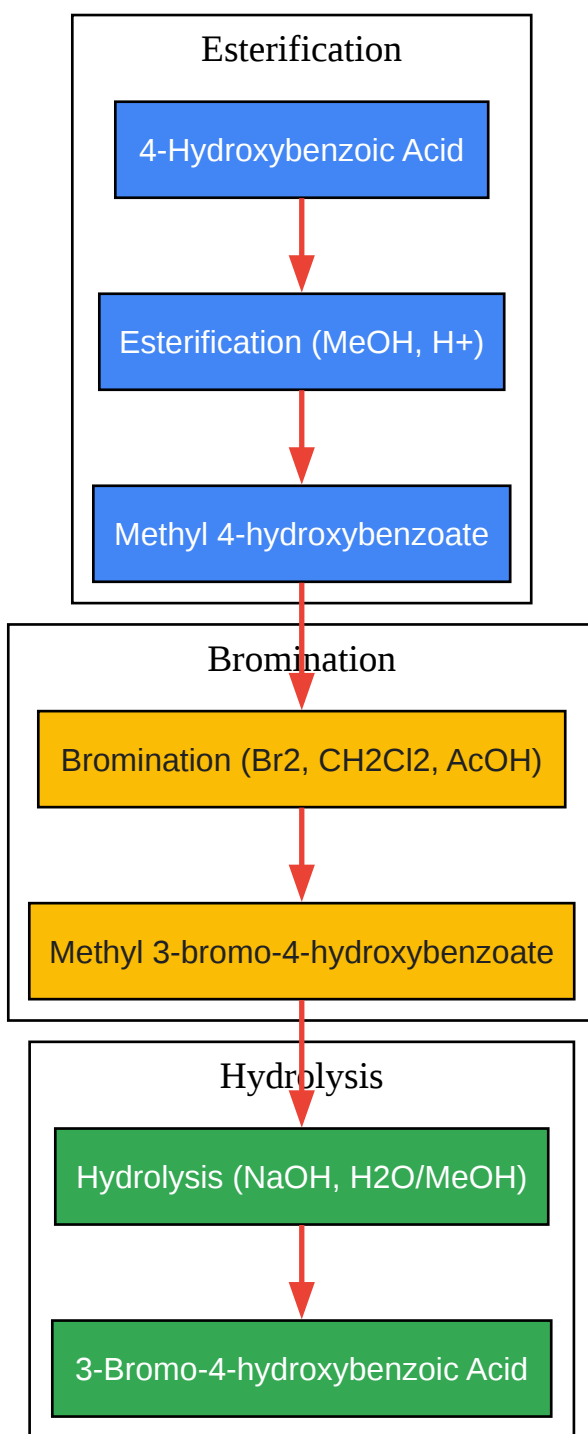 Esterification
4-Hydroxybenzoic Acid
Esterification (MeOH, H+)
Methyl 4-hydroxybenzoate
Bromination
Bromination (Br2, CH2Cl2, AcOH)
Methyl 3-bromo-4-hydroxybenzoate
Hydrolysis
Hydrolysis (NaOH, H2O/MeOH)
3-Bromo-4-hydroxybenzoic Acid